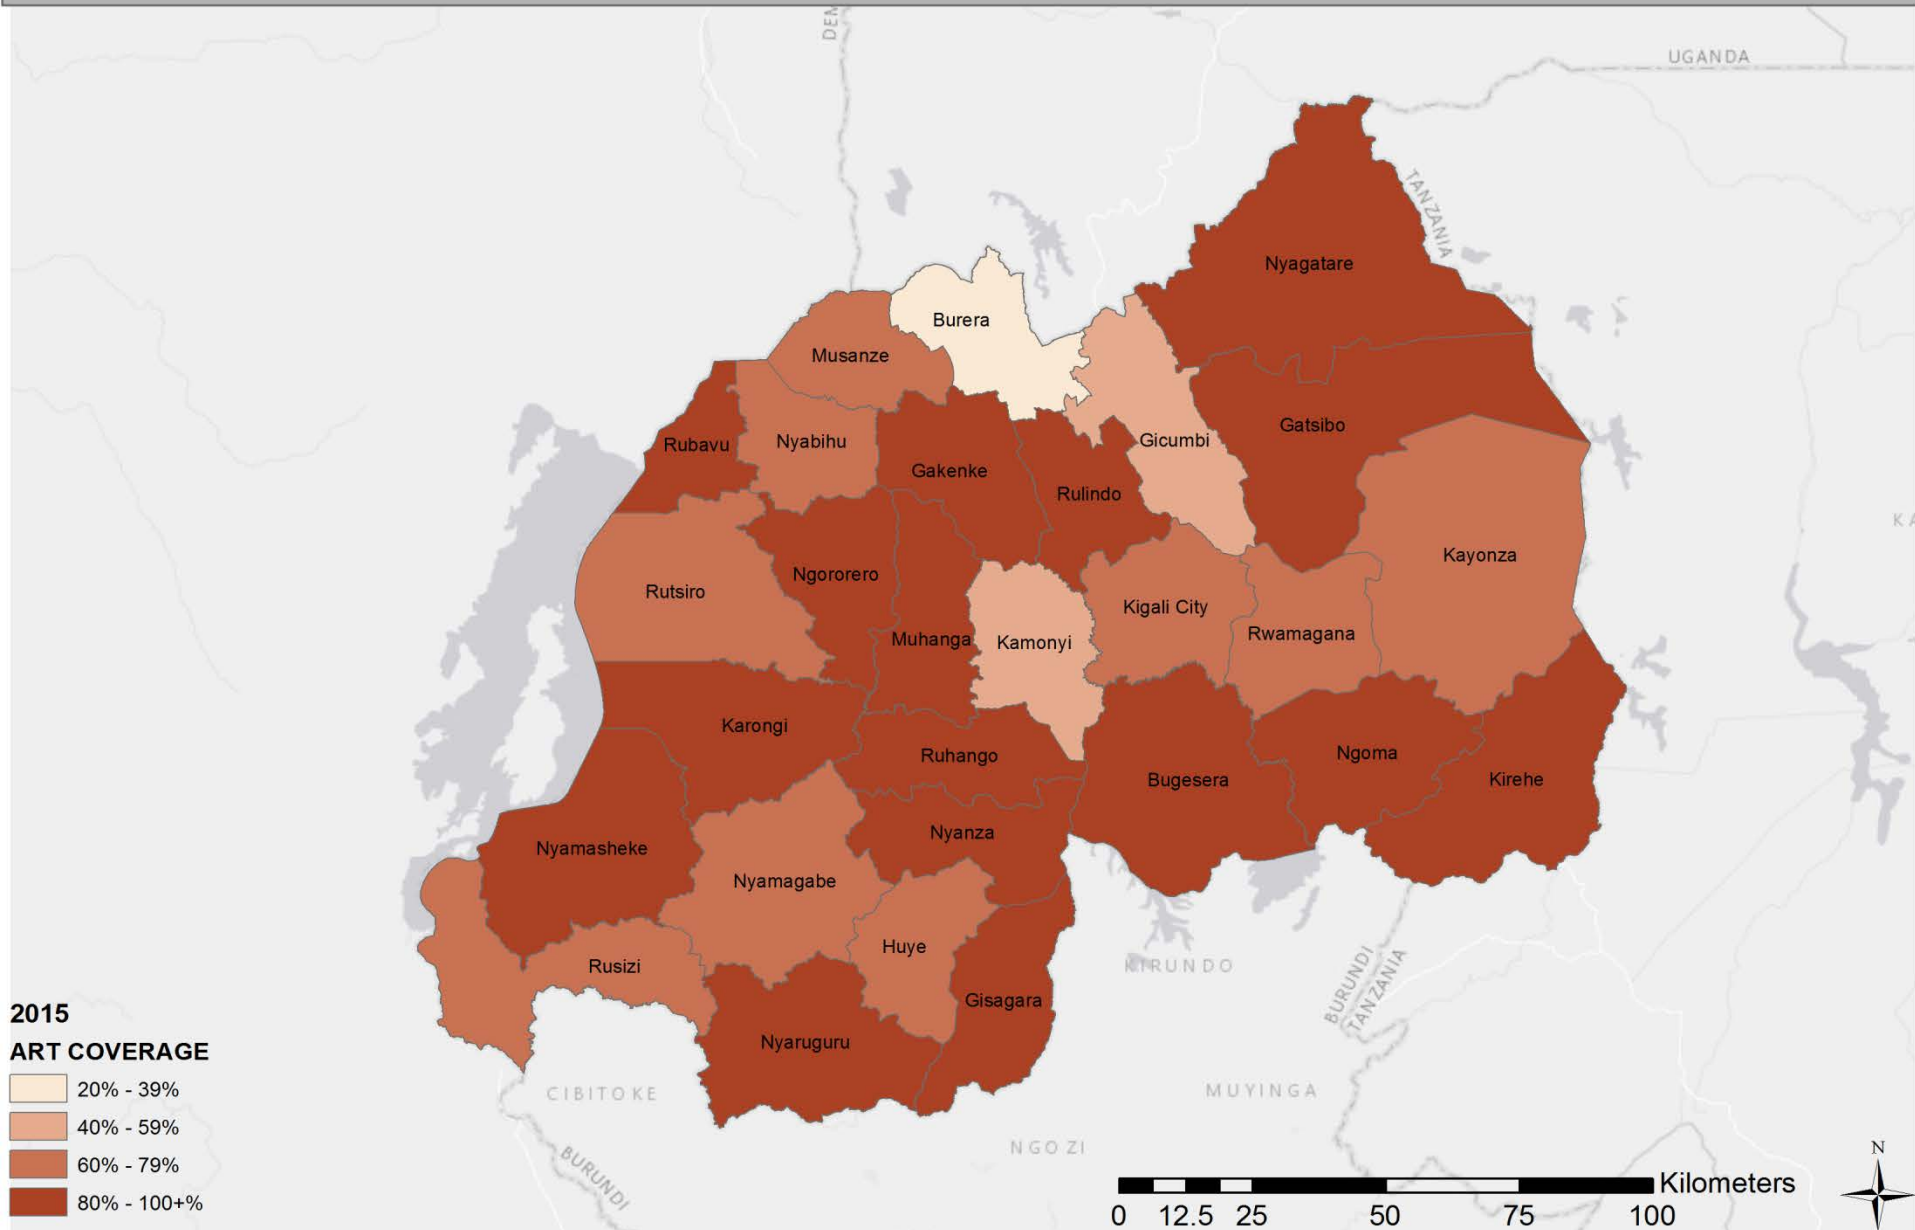 DEM
UGANDA
TANZANIA
Nyagatare
Burera
Musanze
Gatsibo
Rubavu
Nyabihu
Gicumbi
Gakenke
Rulindo
KA
Kayonza
Ngororero
Rutsiro
Kigali City
Rwamagana
Muhanga
Kamonyi
Karongi
Ruhango
Ngoma
Bugesera
Kirehe
Nyanza
Nyamasheke
Nyamagabe
Huye
Rusizi
KIRUNDO
BURUNDI
TANZANIA
Gisagara
Nyaruguru
2015
ART COVERAGE
20% - 39%
40% - 59%
60% - 79%
80% - 100+%
CIBITOKE
MUYINGA
NGOZI
BURUNDI
N
Kilometers
0 12.5 25 50 75 100